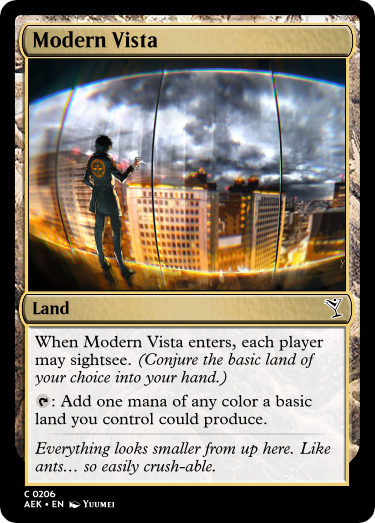 Modern Vista
Land
When Modern Vista enters, each player
may sightsee. (Conjure the basic land of
your choice into your hand.)
: Add one mana of any color a basic
land you control could produce.
Everything looks smaller from up here. Like
ants… so easily crush-able.
C 0206
AEK • EN Yuumei